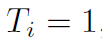 T_i = 1,